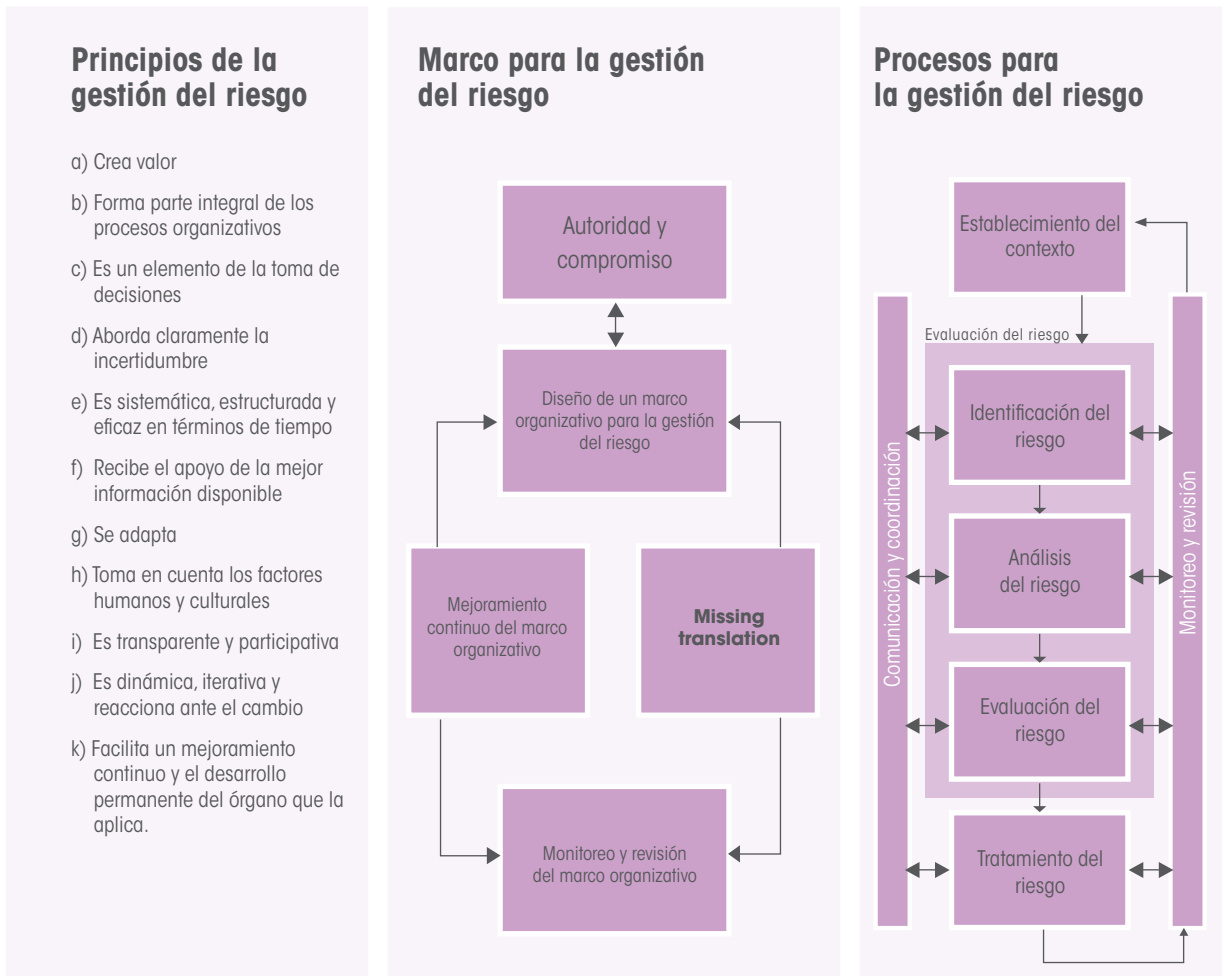 Principios de la
gestión del riesgo
a) Crea valor
b) Forma parte integral de los
procesos organizativos
c) Es un elemento de la toma de
decisiones
d) Aborda claramente la
incertidumbre
e) Es sistemática, estructurada y
eficaz en términos de tiempo
f) Recibe el apoyo de la mejor
información disponible
g) Se adapta
h) Toma en cuenta los factores
humanos y culturales
i) Es transparente y participativa
j) Es dinámica, iterativa y
reacciona ante el cambio
k) Facilita un mejoramiento
continuo y el desarrollo
permanente del órgano que la
aplica.
Marco para la gestión
del riesgo
Autoridad y
compromiso
Diseño de un marco
organizativo para la gestión
del riesgo
Mejoramiento
continuo del marco
organizativo
Missing
translation
Monitoreo y revisión
del marco organizativo
Procesos para
la gestión del riesgo
Establecimiento del
contexto
Evaluación del riesgo
Comunicación y coordinación
Identificación del
riesgo
Análisis
del riesgo
Evaluación del
riesgo
Tratamiento del
riesgo
Monitoreo y revisión